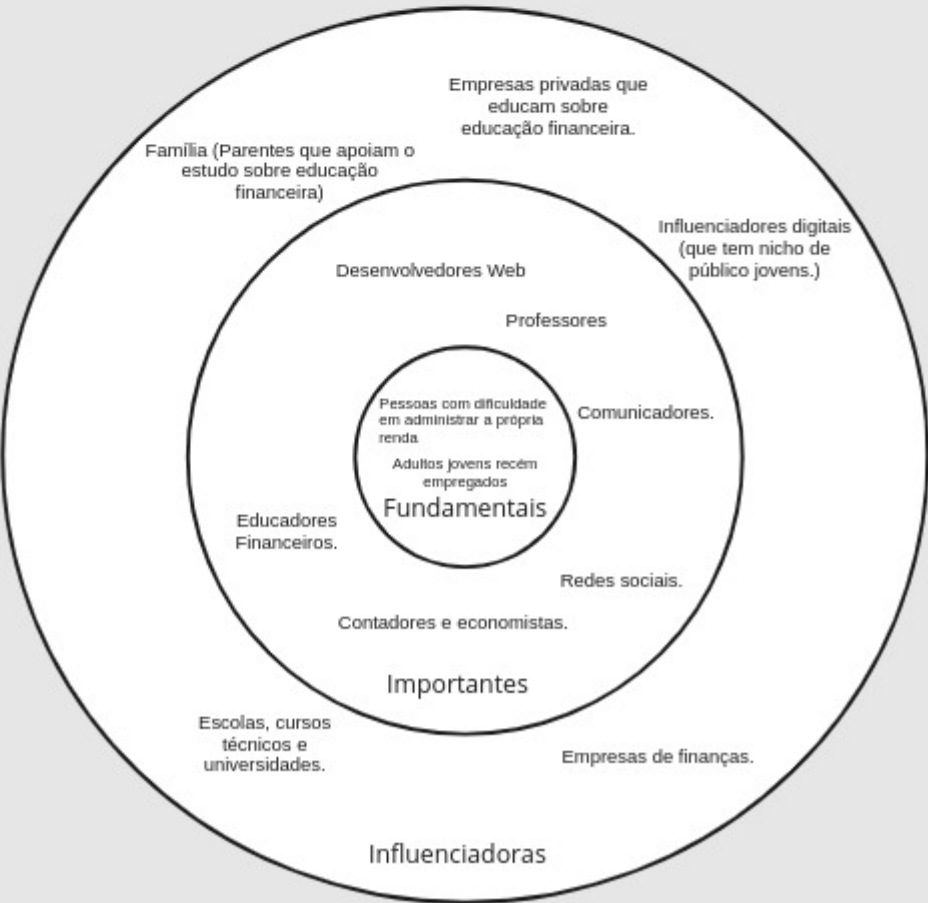 Empresas privadas que
educam sobre
educação financeira.
Família (Parentes que apoiam o
estudo sobre educação
financeira)
Influenciadores digitais
(que tem nicho de
público jovens.)
Desenvolvedores Web
Professores
Comunicadores.
Pessoas com dificuldade
em administrar a própria
renda
Adultos jovens recém
empregados
Fundamentais
Educadores
Financeiros.
Redes sociais.
Contadores e economistas.
Importantes
Escolas, cursos
técnicos e
universidades.
Empresas de finanças.
Influenciadoras